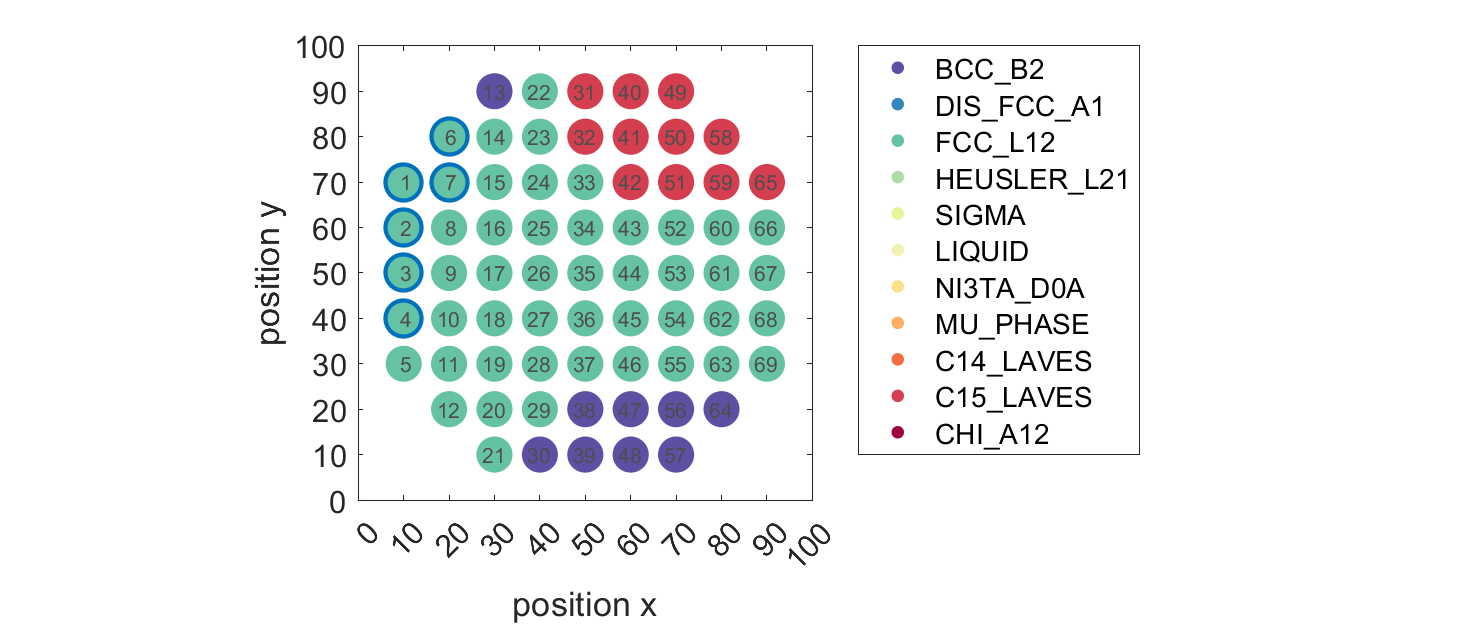 100
90
80
70
60
50
40
30
20
10
0
position y
13 22 31 40 49
6 14 23 32 41 50 58
1 7 15 24 33 42 51 59 65
2 8 16 25 34 43 52 60 66
3 9 17 26 35 44 53 61 67
4 10 18 27 36 45 54 62 68
5 11 19 28 37 46 55 63 69
12 20 29 38 47 56 64
21 30 39 48 57
0 10 20 30 40 50 60 70 80 90 100
position x
BCC_B2
DIS_FCC_A1
FCC_L12
HEUSLER_L21
SIGMA
LIQUID
NI3TA_D0A
MU_PHASE
C14_LAVES
C15_LAVES
CHI_A12